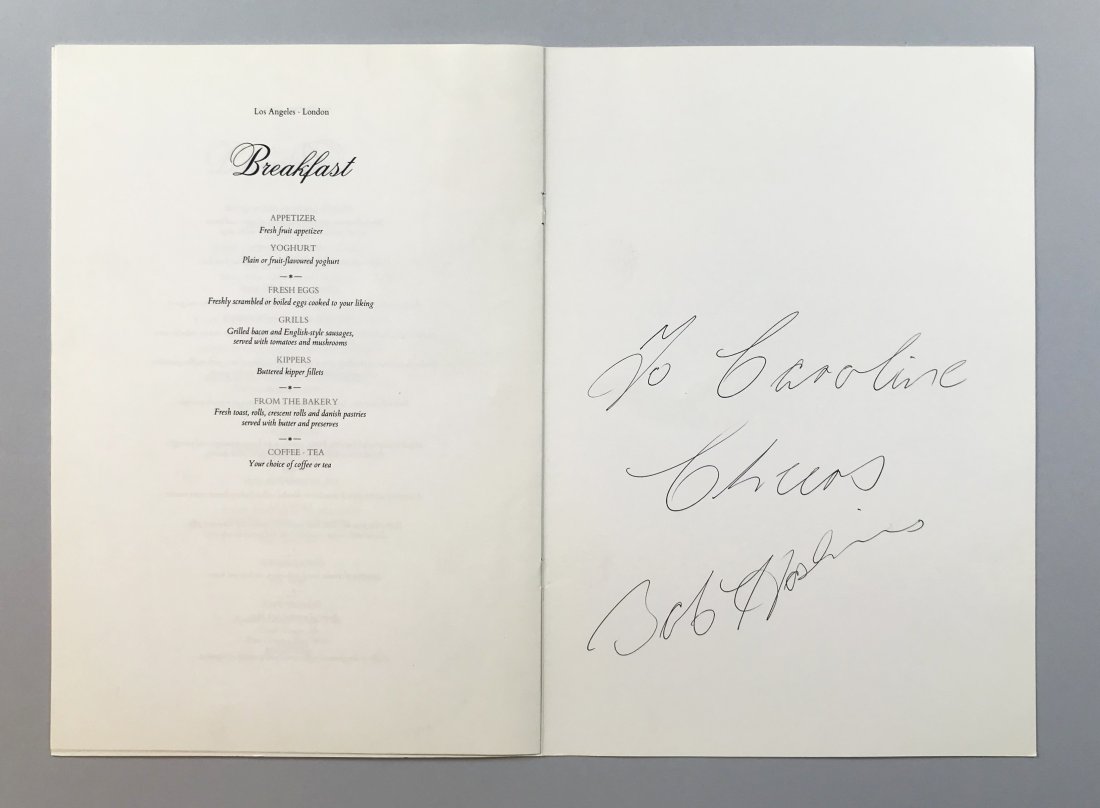 Los Angeles - London
Breakfast
APPETIZER
Fresh fruit appetizer
YOGHURT
Plain or fruit-flavoured yoghurt
—*—
FRESH EGGS
Freshly scrambled or boiled eggs cooked to your liking
GRILLS
Grilled bacon and English-style sausages,
served with tomatoes and mushrooms
KIPPERS
Buttered kipper fillets
—*—
FROM THE BAKERY
Fresh toast, rolls, crescent rolls and danish pastries
served with butter and preserves
—*—
COFFEE - TEA
Your choice of coffee or tea
To Caroline
Cheers
Bob Hoskins